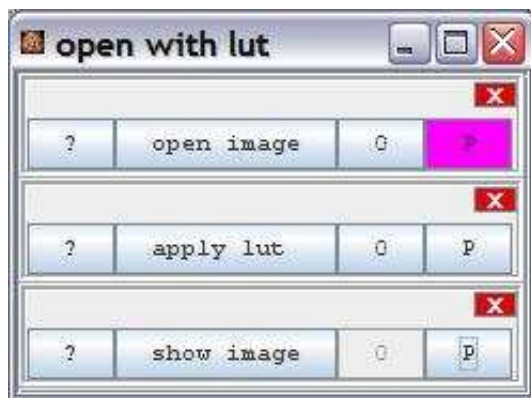 open with lut
X
? open image O P
X
? apply lut O P
X
? show image O P